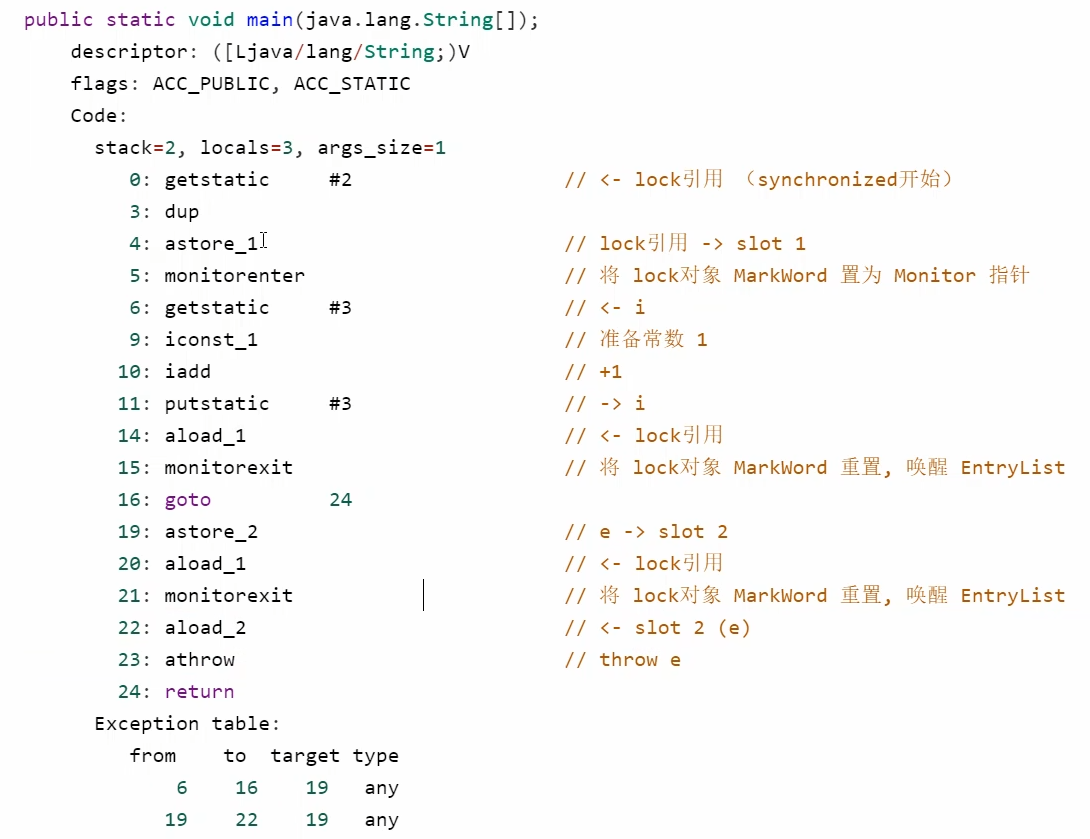 public static void main(java.lang.String[]);
descriptor: ([Ljava/lang/String;)V
flags: ACC_PUBLIC, ACC_STATIC
Code:
stack=2, locals=3, args_size=1
0: getstatic #2 // <- lock引用 （synchronized开始）
3: dup
4: astore_1 // lock引用 -> slot 1
5: monitorenter // 将 lock对象 MarkWord 置为 Monitor 指针
6: getstatic #3 // <- i
9: iconst_1 // 准备常数 1
10: iadd // +1
11: putstatic #3 // -> i
14: aload_1 // <- lock引用
15: monitorexit // 将 lock对象 MarkWord 重置, 唤醒 EntryList
16: goto 24
19: astore_2 // e -> slot 2
20: aload_1 // <- lock引用
21: monitorexit // 将 lock对象 MarkWord 重置, 唤醒 EntryList
22: aload_2 // <- slot 2 (e)
23: athrow // throw e
24: return
Exception table:
from to target type
6 16 19 any
19 22 19 any